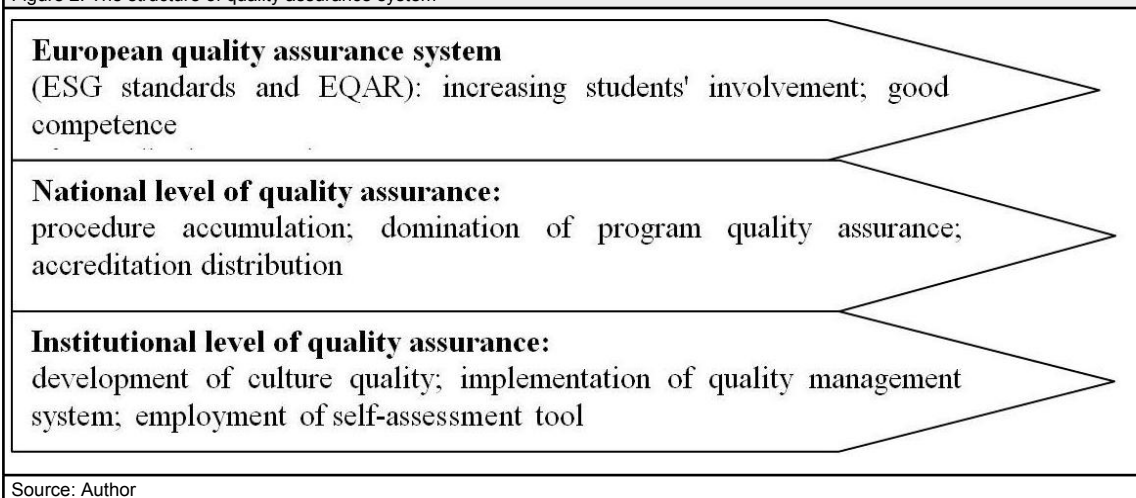 Figure 2. The structure of quality assurance system
European quality assurance system
(ESG standards and EQAR): increasing students' involvement; good
competence
National level of quality assurance:
procedure accumulation; domination of program quality assurance;
accreditation distribution
Institutional level of quality assurance:
development of culture quality; implementation of quality management
system; employment of self-assessment tool
Source: Author